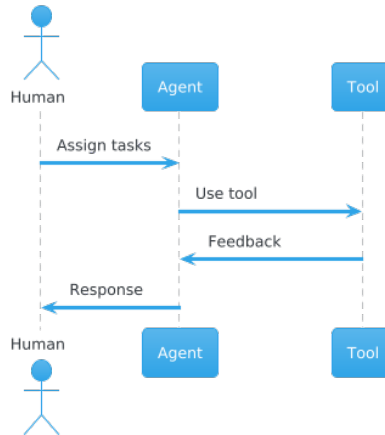 Human
Agent
Tool
Assign tasks
Use tool
Feedback
Response
Human
Agent
Tool